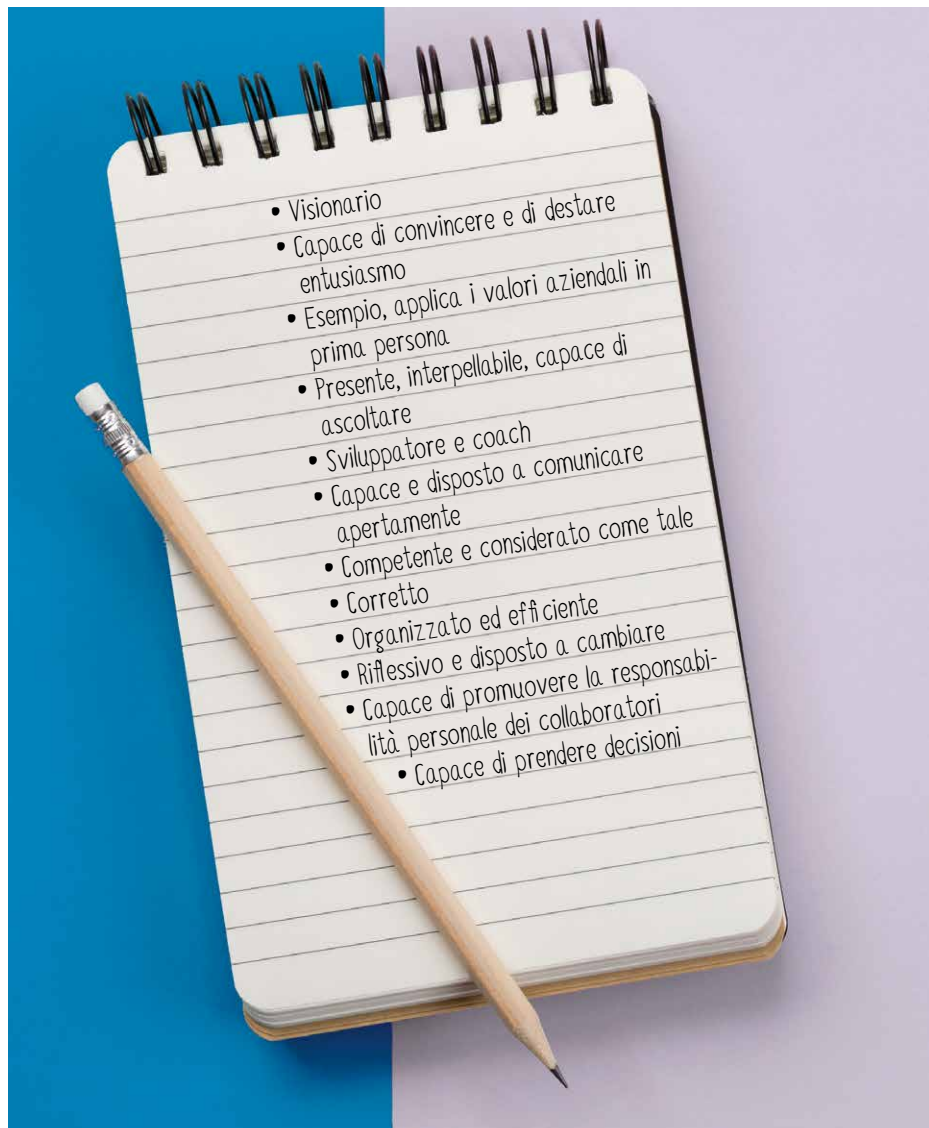 • Visionario
• Capace di convincere e di destare
entusiasmo
• Esempio, applica i valori aziendali in
prima persona
• Presente, interpellabile, capace di
ascoltare
• Sviluppatore e coach
• Capace e disposto a comunicare
apertamente
• Competente e considerato come tale
• Corretto
• Organizzato ed efficiente
• Riflessivo e disposto a cambiare
• Capace di promuovere la responsabi-
lità personale dei collaboratori
• Capace di prendere decisioni